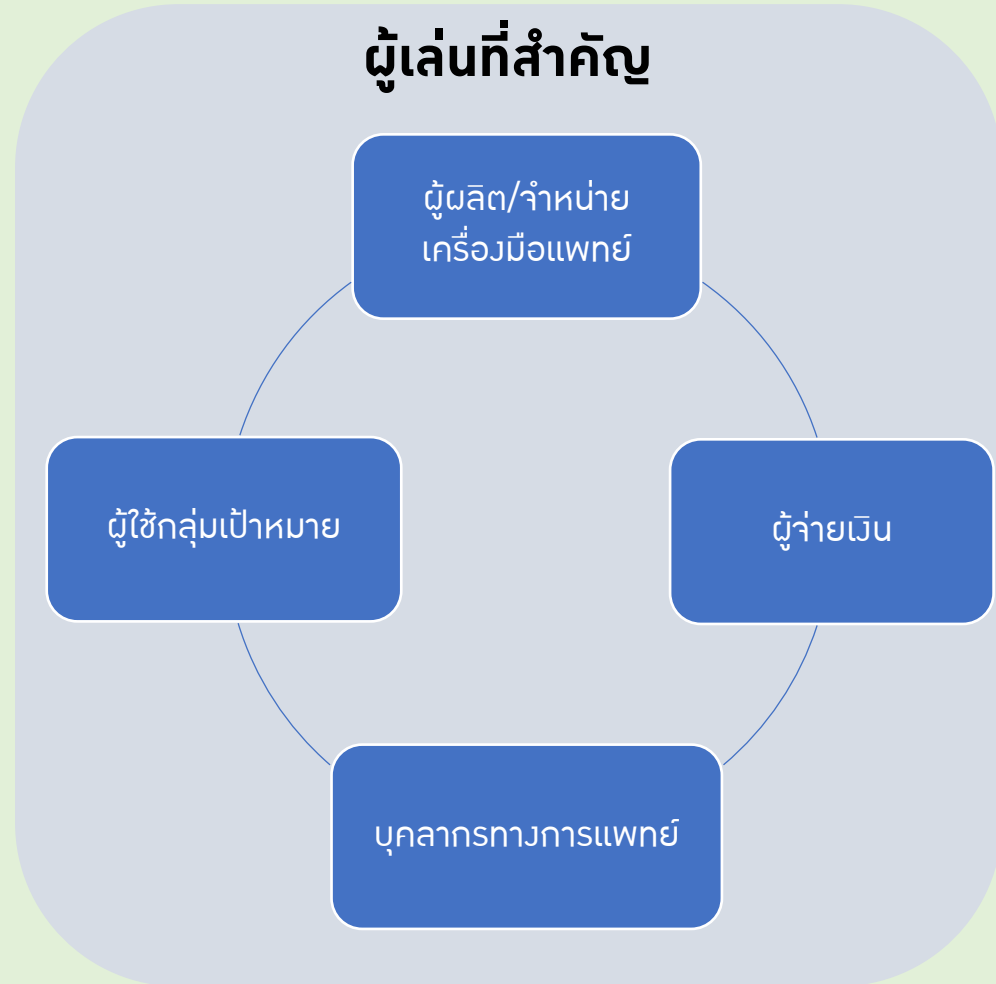 ผู้เล่นที่สำคัญ
ผู้ผลิต/จำหน่าย
เครื่องมือแพทย์
ผู้ใช้กลุ่มเป้าหมาย
ผู้จ่ายเงิน
บุคลากรทางการแพทย์